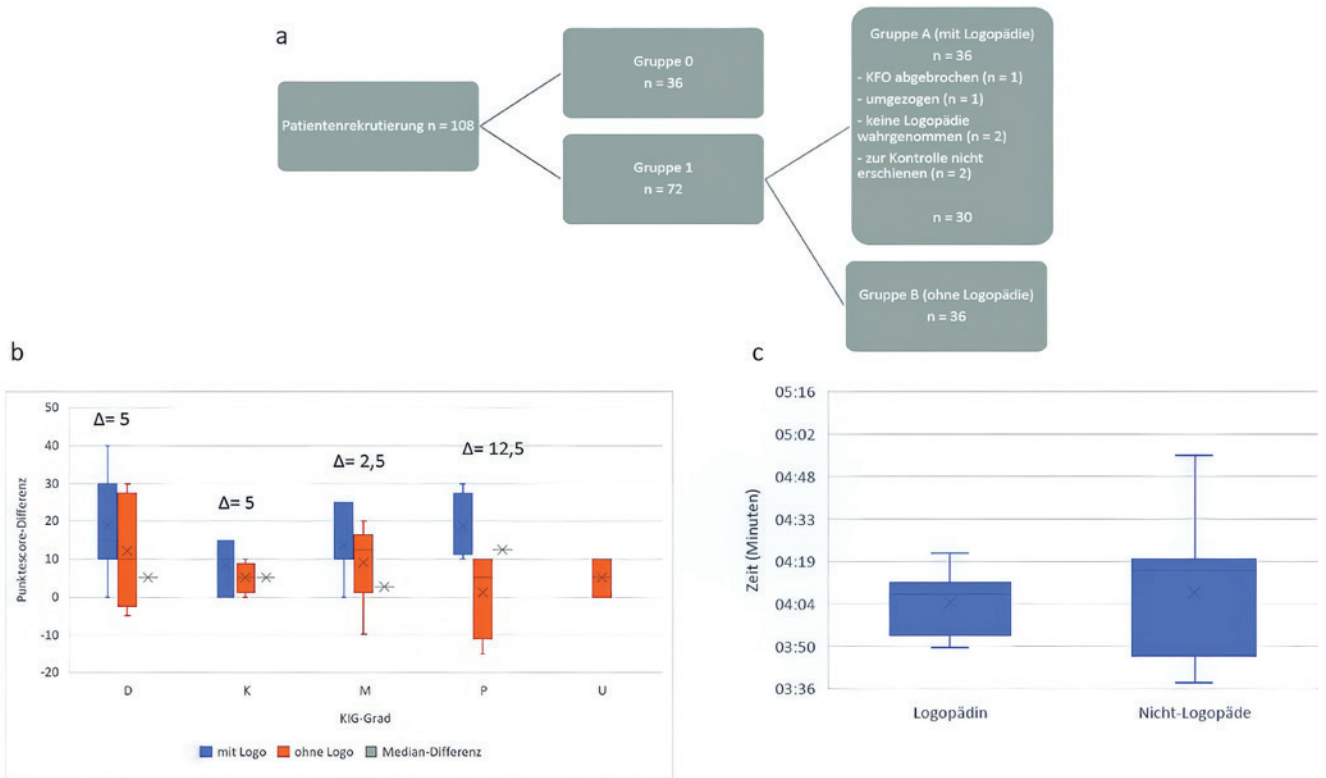 a
Patientenrekrutierung n = 108
Gruppe 0
n = 36
Gruppe 1
n = 72
Gruppe A (mit Logopädie)
n = 36
- KFO abgebrochen (n = 1)
- umgezogen (n = 1)
- keine Logopädie
wahrgenommen (n = 2)
- zur Kontrolle nicht
erschienen (n = 2)
n = 30
Gruppe B (ohne Logopädie)
n = 36
b
Punktescore-Differenz
50
40
30
20
10
0
-10
-20
Δ= 5
Δ= 5
Δ= 2,5
Δ= 12,5
D
K
M
P
U
KIG-Grad
mit Logo
ohne Logo
Median-Differenz
c
Zeit (Minuten)
05:16
05:02
04:48
04:33
04:19
04:04
03:50
03:36
Logopädin
Nicht-Logopäde